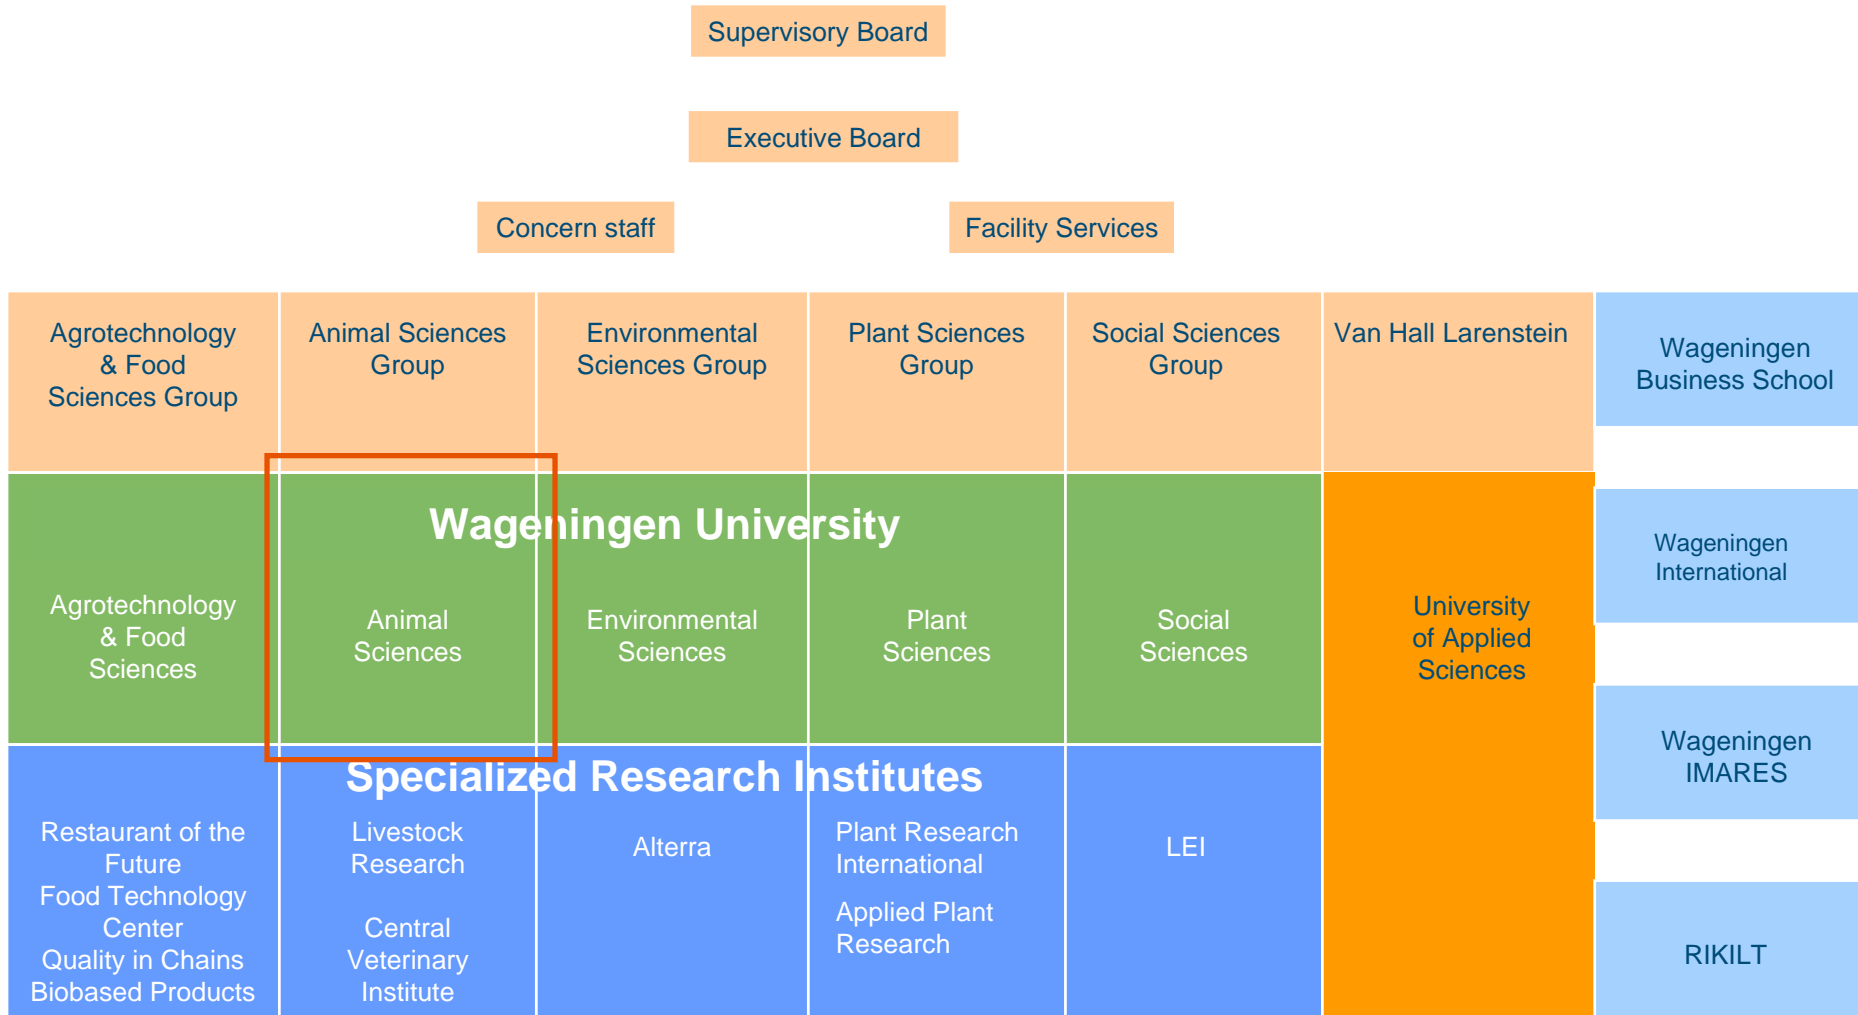 Supervisory Board
Executive Board
Concern staff
Facility Services
Agrotechnology
& Food
Sciences Group
Animal Sciences
Group
Environmental
Sciences Group
Plant Sciences
Group
Social Sciences
Group
Van Hall Larenstein
Wageningen
Business School
Wageningen University
Agrotechnology
& Food
Sciences
Animal
Sciences
Environmental
Sciences
Plant
Sciences
Social
Sciences
University
of Applied
Sciences
Wageningen
International
Wageningen
IMARES
Specialized Research Institutes
Restaurant of the
Future
Food Technology
Center
Quality in Chains
Biobased Products
Livestock
Research
Central
Veterinary
Institute
Alterra
Plant Research
International
Applied Plant
Research
LEI
RIKILT